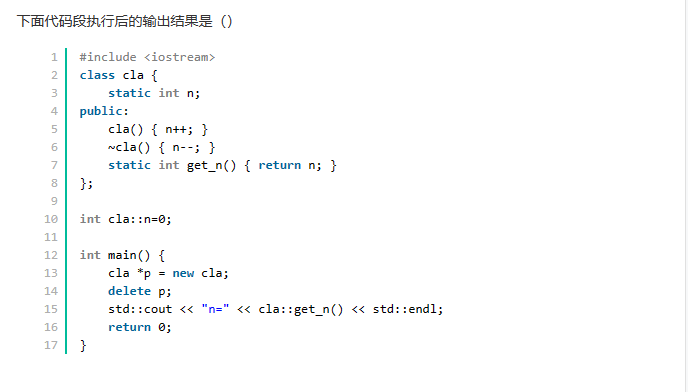 下面代码段执行后的输出结果是（）
1 #include <iostream>
2 class cla {
3     static int n;
4 public:
5     cla() { n++; }
6     ~cla() { n--; }
7     static int get_n() { return n; }
8 };
9
10 int cla::n=0;
11
12 int main() {
13     cla *p = new cla;
14     delete p;
15     std::cout << "n=" << cla::get_n() << std::endl;
16     return 0;
17 }